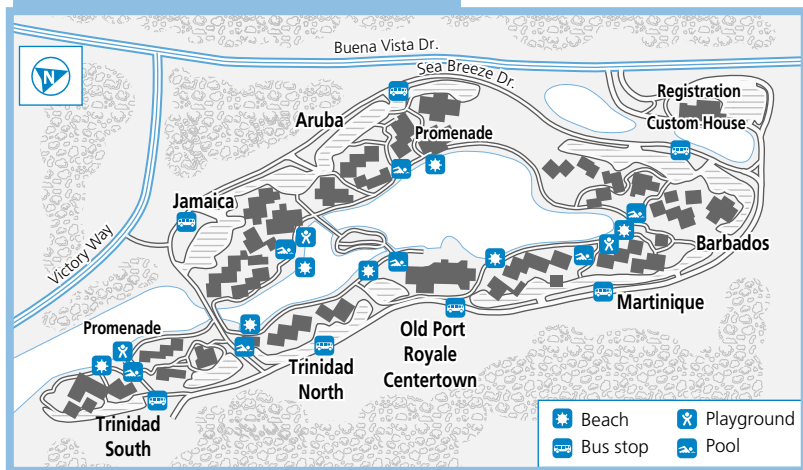 Buena Vista Dr.
Sea Breeze Dr.
N
Registration
Custom House
Aruba
Promenade
Jamaica
Victory Way
Barbados
Martinique
Old Port
Royale
Centertown
Promenade
Trinidad
North
Trinidad
South
Beach
Playground
Bus stop
Pool